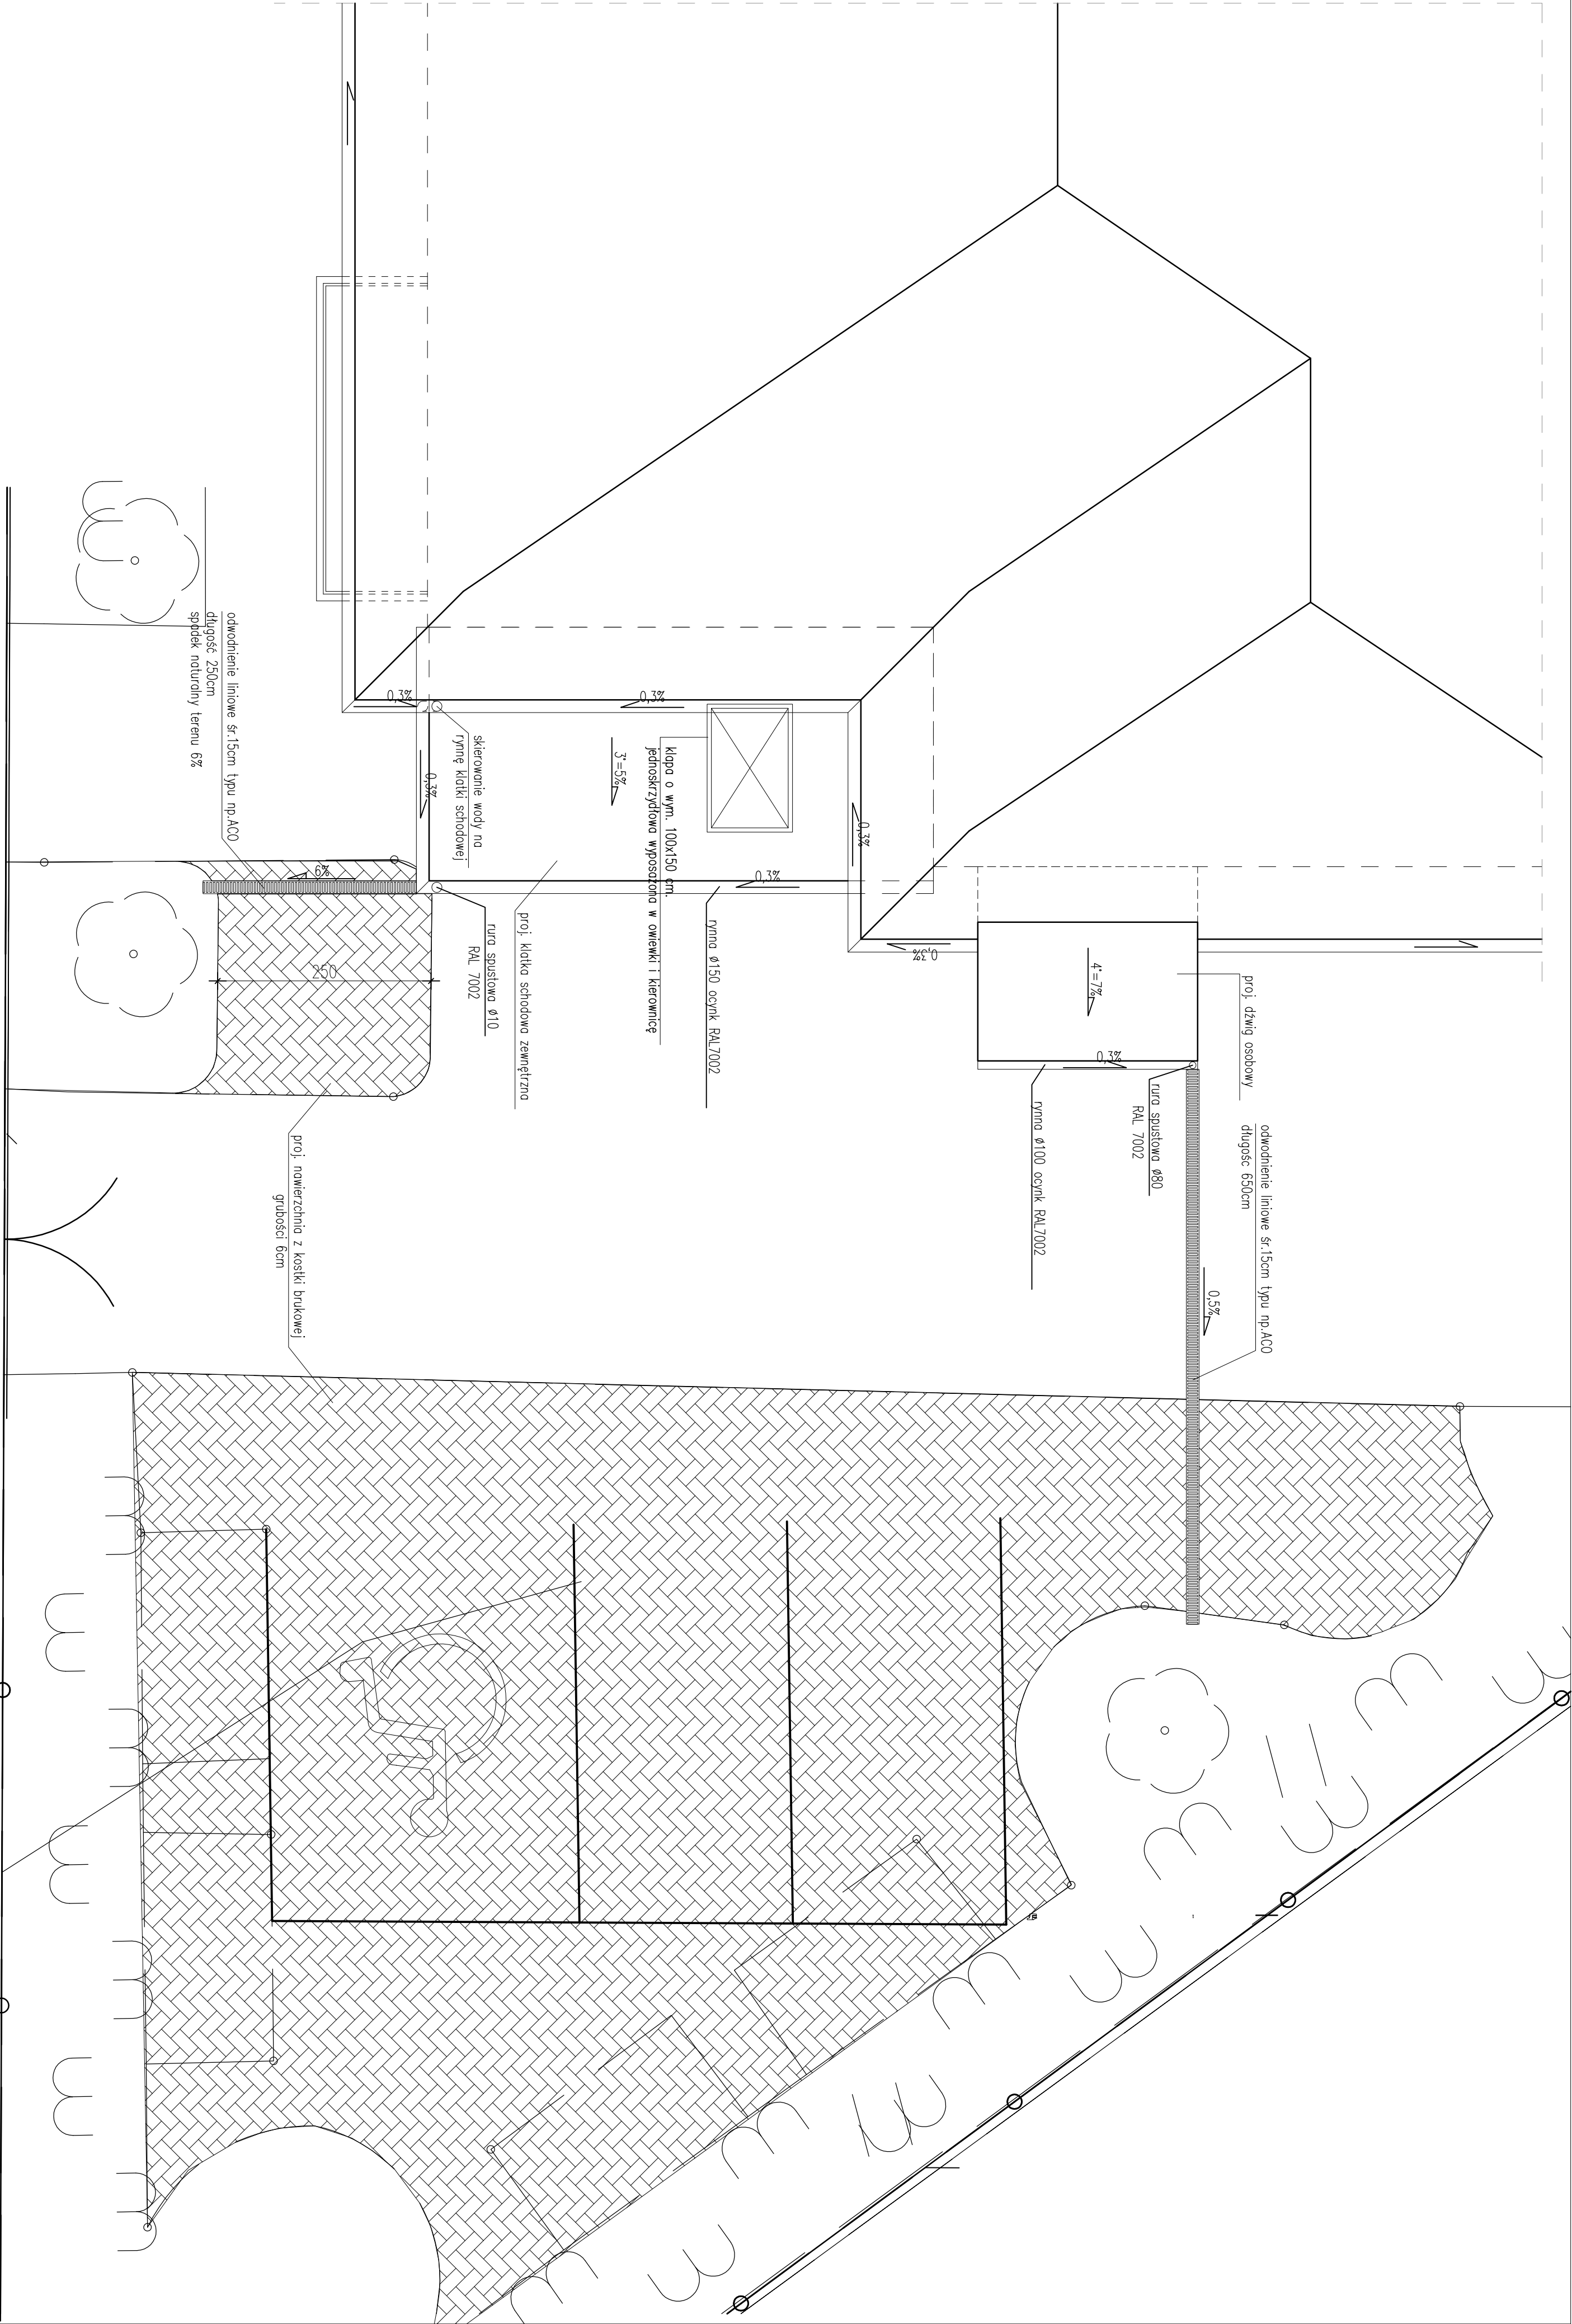 odwodnienie liniowe śr.15cm typu np.ACO
długość 650cm
0,5%
proj. dźwig osobowy
4°=7%
rura spustowa ø80
RAL 7002
0,3%
rynna ø100 ocynk RAL7002
0,3%
0,3%
0,3%
rynna ø150 ocynk RAL7002
klapa o wym. 100x150 cm.
jednoskrzydłowa wyposażona w owiewki i kierownicę
0,3%
3°=5%
proj. klatka schodowa zewnętrzna
skierowanie wody na
rynnę klatki schodowej
rura spustowa ø10
RAL 7002
0,3%
0,3%
6%
250
proj. nawierzchnia z kostki brukowej
grubości 6cm
odwodnienie liniowe śr.15cm typu np.ACO
długość 250cm
spadek naturalny terenu 6%